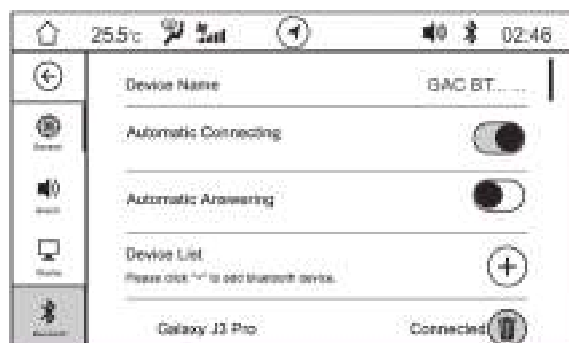 25.5℃ 02:46
Device Name GAC BT......
Automatic Connecting
Automatic Answering
Device List
Please click "+" to add bluetooth device.
Galaxy J3 Pro Connected